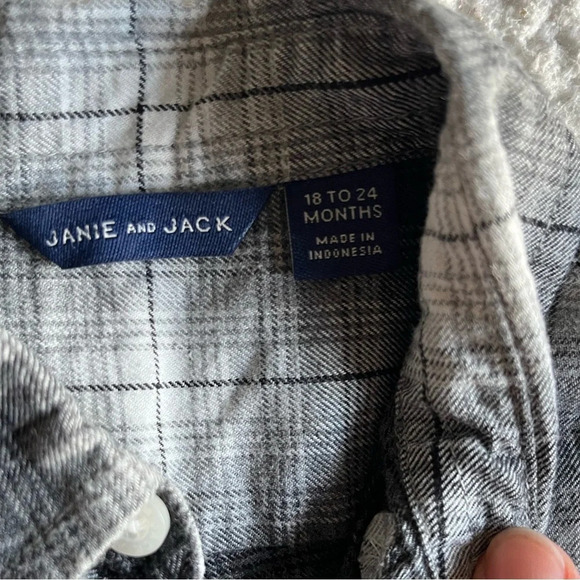 JANIE AND JACK
18 TO 24
MONTHS
MADE IN
INDONESIA